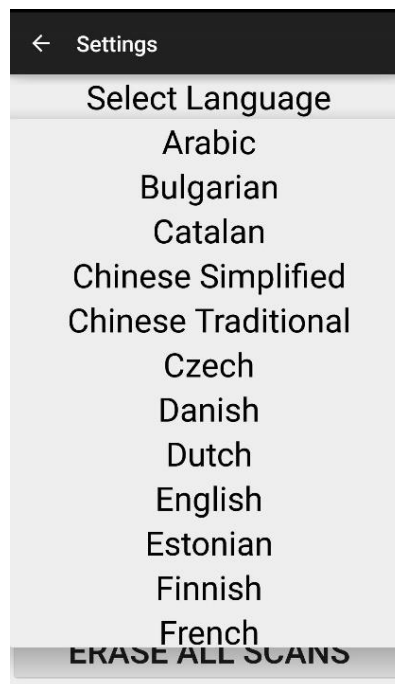 Settings
Select Language
Arabic
Bulgarian
Catalan
Chinese Simplified
Chinese Traditional
Czech
Danish
Dutch
English
Estonian
Finnish
French
ERASE ALL SCANS